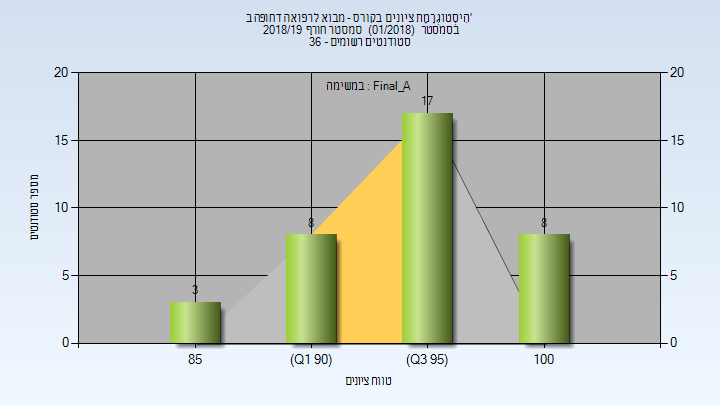 היסטוגרמת ציונים בקורס - מבוא לרפואה דחופה ב'
בסמסטר (01/2018) סמסטר חורף 2018/19
סטודנטים רשומים - 36
במשימה : Final_A
20
15
10
5
0
20
15
10
5
0
3
8
17
8
85
(Q1 90)
(Q3 95)
100
מספר סטודנטים
טווח ציונים